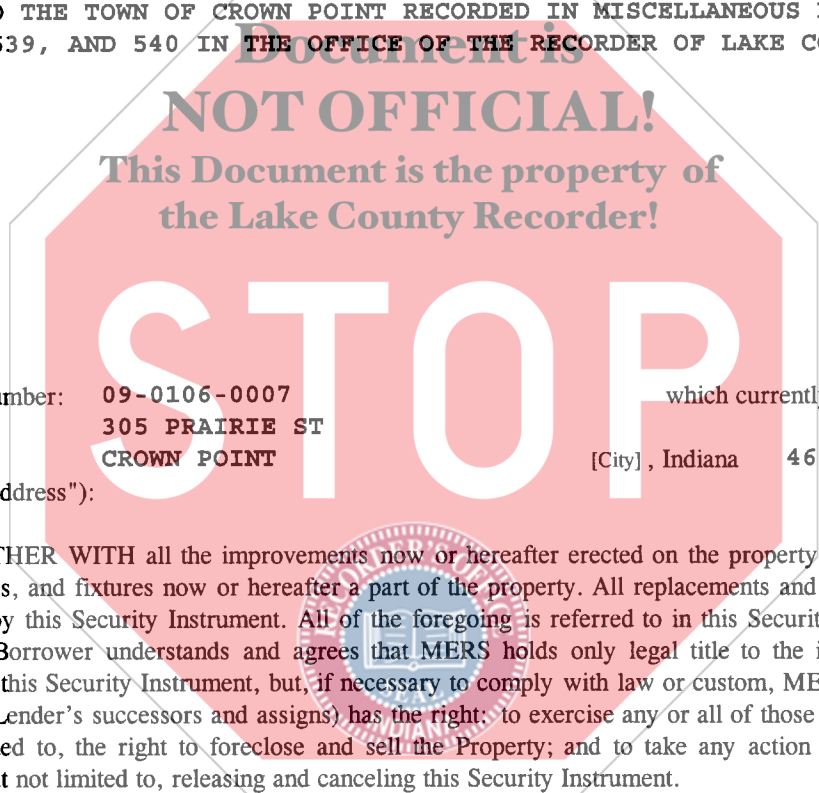 THE TOWN OF CROWN POINT RECORDED IN MISCELLANEOUS
539, AND 540 IN THE OFFICE OF THE RECORDER OF LAKE CO
Document is
NOT OFFICIAL!
This Document is the property of
the Lake County Recorder!
STOP
umber: 09-0106-0007 which currently
305 PRAIRIE ST
CROWN POINT [City] , Indiana 46
ddress"):
THER WITH all the improvements now or hereafter erected on the property
s, and fixtures now or hereafter a part of the property. All replacements and
by this Security Instrument. All of the foregoing is referred to in this Securit
Borrower understands and agrees that MERS holds only legal title to the i
this Security Instrument, but, if necessary to comply with law or custom, ME
Lender's successors and assigns) has the right: to exercise any or all of those
ed to, the right to foreclose and sell the Property; and to take any action
t not limited to, releasing and canceling this Security Instrument.
RECORDER'S OFFICE
SEAL
INDIANA